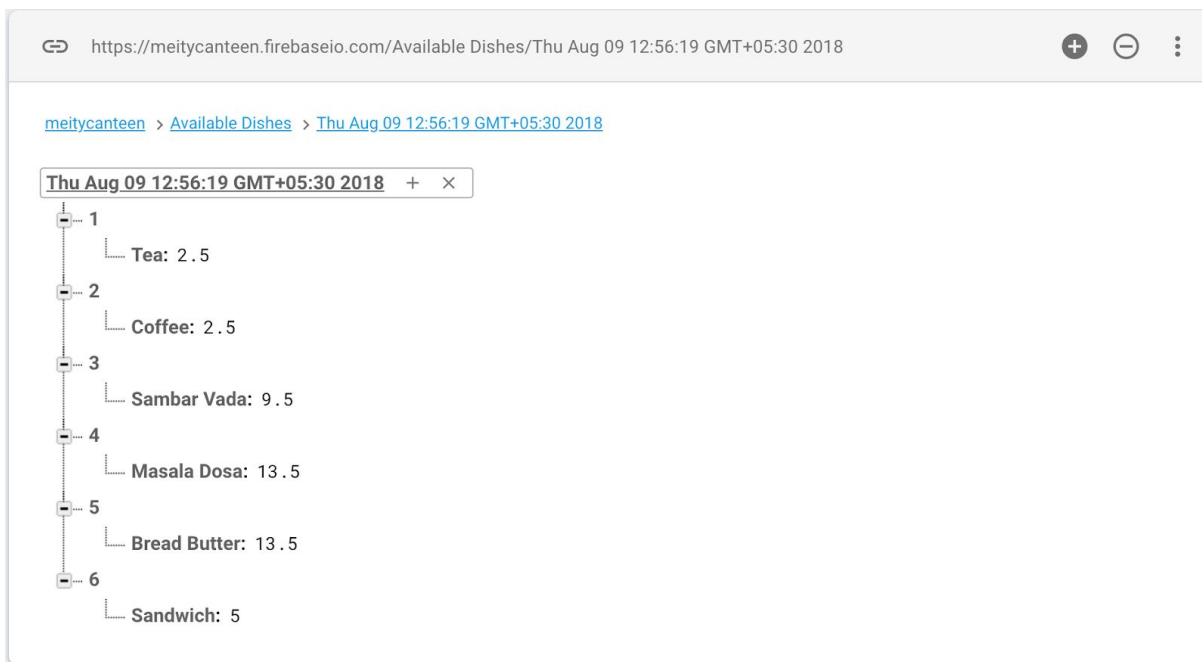 https://meitycanteen.firebaseio.com/Available Dishes/Thu Aug 09 12:56:19 GMT+05:30 2018
meitycanteen > Available Dishes > Thu Aug 09 12:56:19 GMT+05:30 2018
Thu Aug 09 12:56:19 GMT+05:30 2018 + ×
1
Tea: 2.5
2
Coffee: 2.5
3
Sambar Vada: 9.5
4
Masala Dosa: 13.5
5
Bread Butter: 13.5
6
Sandwich: 5